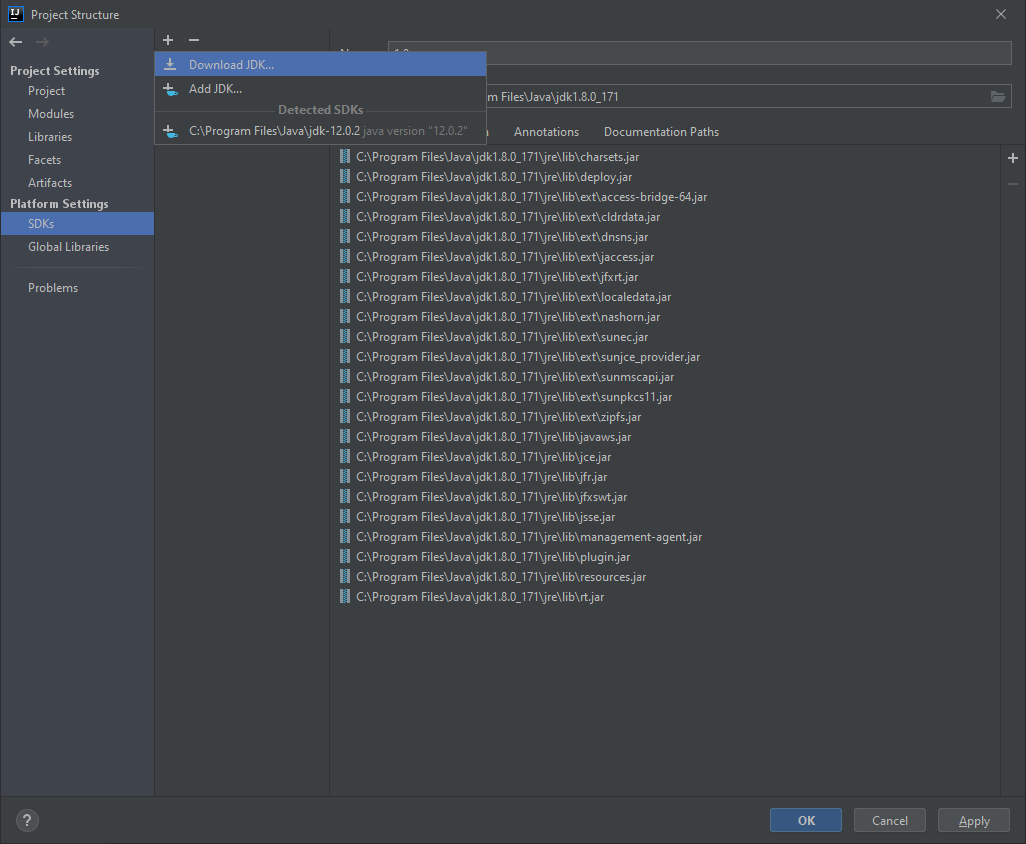 IJ Project Structure
Project Settings
Project
Modules
Libraries
Facets
Artifacts
Platform Settings
SDKs
Global Libraries
Problems
Download JDK...
Add JDK...
Detected SDKs
C:\Program Files\Java\jdk-12.0.2 java version "12.0.2"
m Files\Java\jdk1.8.0_171
Annotations
Documentation Paths
C:\Program Files\Java\jdk1.8.0_171\jre\lib\charsets.jar
C:\Program Files\Java\jdk1.8.0_171\jre\lib\deploy.jar
C:\Program Files\Java\jdk1.8.0_171\jre\lib\ext\access-bridge-64.jar
C:\Program Files\Java\jdk1.8.0_171\jre\lib\ext\cldrdata.jar
C:\Program Files\Java\jdk1.8.0_171\jre\lib\ext\dnsns.jar
C:\Program Files\Java\jdk1.8.0_171\jre\lib\ext\jaccess.jar
C:\Program Files\Java\jdk1.8.0_171\jre\lib\ext\jfxrt.jar
C:\Program Files\Java\jdk1.8.0_171\jre\lib\ext\localedata.jar
C:\Program Files\Java\jdk1.8.0_171\jre\lib\ext\nashorn.jar
C:\Program Files\Java\jdk1.8.0_171\jre\lib\ext\sunec.jar
C:\Program Files\Java\jdk1.8.0_171\jre\lib\ext\sunjce_provider.jar
C:\Program Files\Java\jdk1.8.0_171\jre\lib\ext\sunmscapi.jar
C:\Program Files\Java\jdk1.8.0_171\jre\lib\ext\sunpkcs11.jar
C:\Program Files\Java\jdk1.8.0_171\jre\lib\ext\zipfs.jar
C:\Program Files\Java\jdk1.8.0_171\jre\lib\javaws.jar
C:\Program Files\Java\jdk1.8.0_171\jre\lib\jce.jar
C:\Program Files\Java\jdk1.8.0_171\jre\lib\jfr.jar
C:\Program Files\Java\jdk1.8.0_171\jre\lib\jfxswt.jar
C:\Program Files\Java\jdk1.8.0_171\jre\lib\jsse.jar
C:\Program Files\Java\jdk1.8.0_171\jre\lib\management-agent.jar
C:\Program Files\Java\jdk1.8.0_171\jre\lib\plugin.jar
C:\Program Files\Java\jdk1.8.0_171\jre\lib\resources.jar
C:\Program Files\Java\jdk1.8.0_171\jre\lib\rt.jar
?
OK
Cancel
Apply